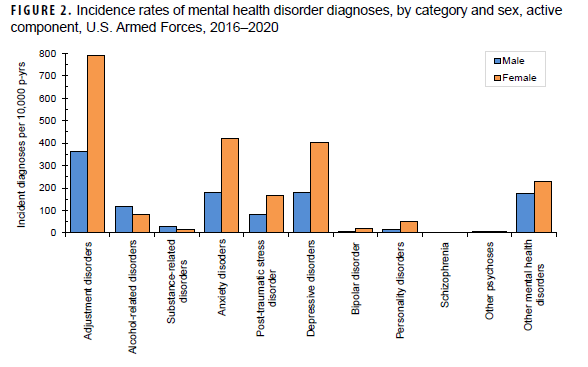 FIGURE 2. Incidence rates of mental health disorder diagnoses, by category and sex, active
component, U.S. Armed Forces, 2016–2020
Incident diagnoses per 10,000 p-yrs
800
700
600
500
400
300
200
100
0
Male
Female
Adjustment disorders
Alcohol-related disorders
Substance-related
disorders
Anxiety disoders
Post-traumatic stress
disorder
Depressive disorders
Bipolar disorder
Personality disorders
Schizophrenia
Other psychoses
Other mental health
disorders